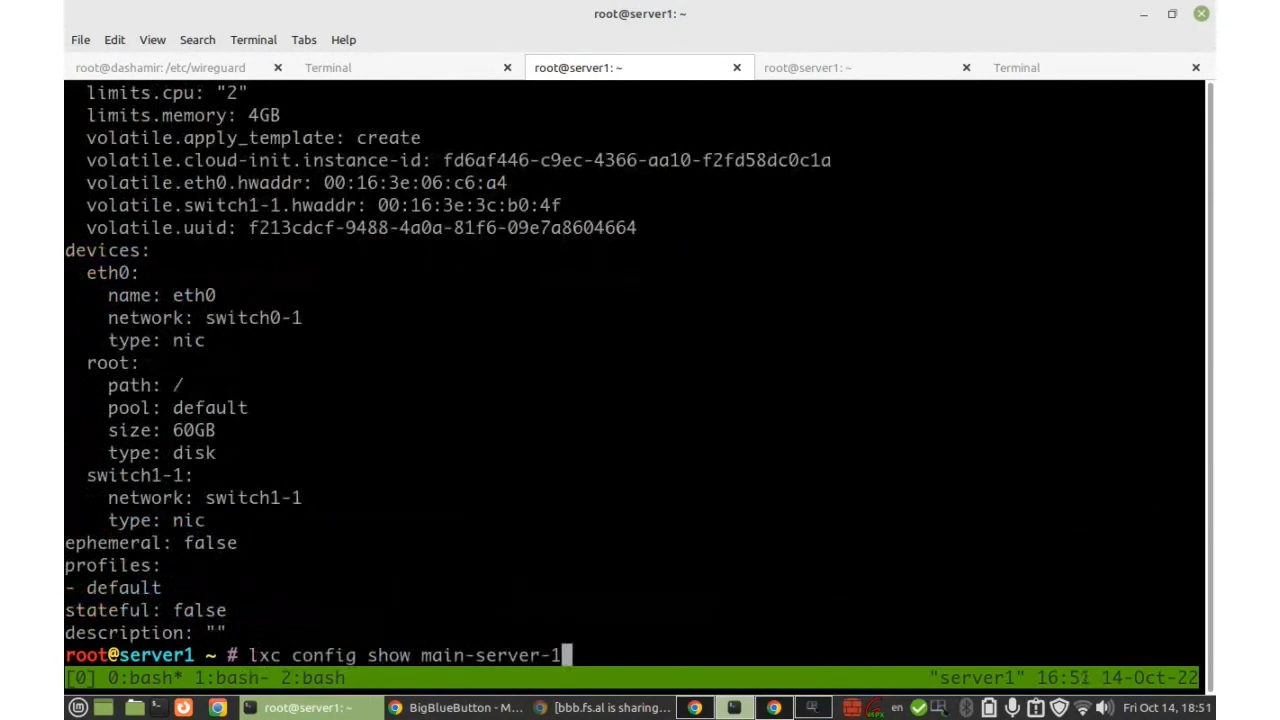 root@server1: ~
File Edit View Search Terminal Tabs Help
root@dashamir: /etc/wireguard Terminal root@server1: ~ root@server1: ~ Terminal
limits.cpu: "2"
limits.memory: 4GB
volatile.apply_template: create
volatile.cloud-init.instance-id: fd6af446-c9ec-4366-aa10-f2fd58dc0c1a
volatile.eth0.hwaddr: 00:16:3e:06:c6:a4
volatile.switch1-1.hwaddr: 00:16:3e:3c:b0:4f
volatile.uuid: f213cdcf-9488-4a0a-81f6-09e7a8604664
devices:
eth0:
name: eth0
network: switch0-1
type: nic
root:
path: /
pool: default
size: 60GB
type: disk
switch1-1:
network: switch1-1
type: nic
ephemeral: false
profiles:
- default
stateful: false
description: ""
root@server1 ~ # lxc config show main-server-1
[0] 0:bash* 1:bash- 2:bash "server1" 16:51 14-Oct-22
root@server1: ~ BigBlueButton - M... [bbb.fs.al is sharing... en Fri Oct 14, 18:51